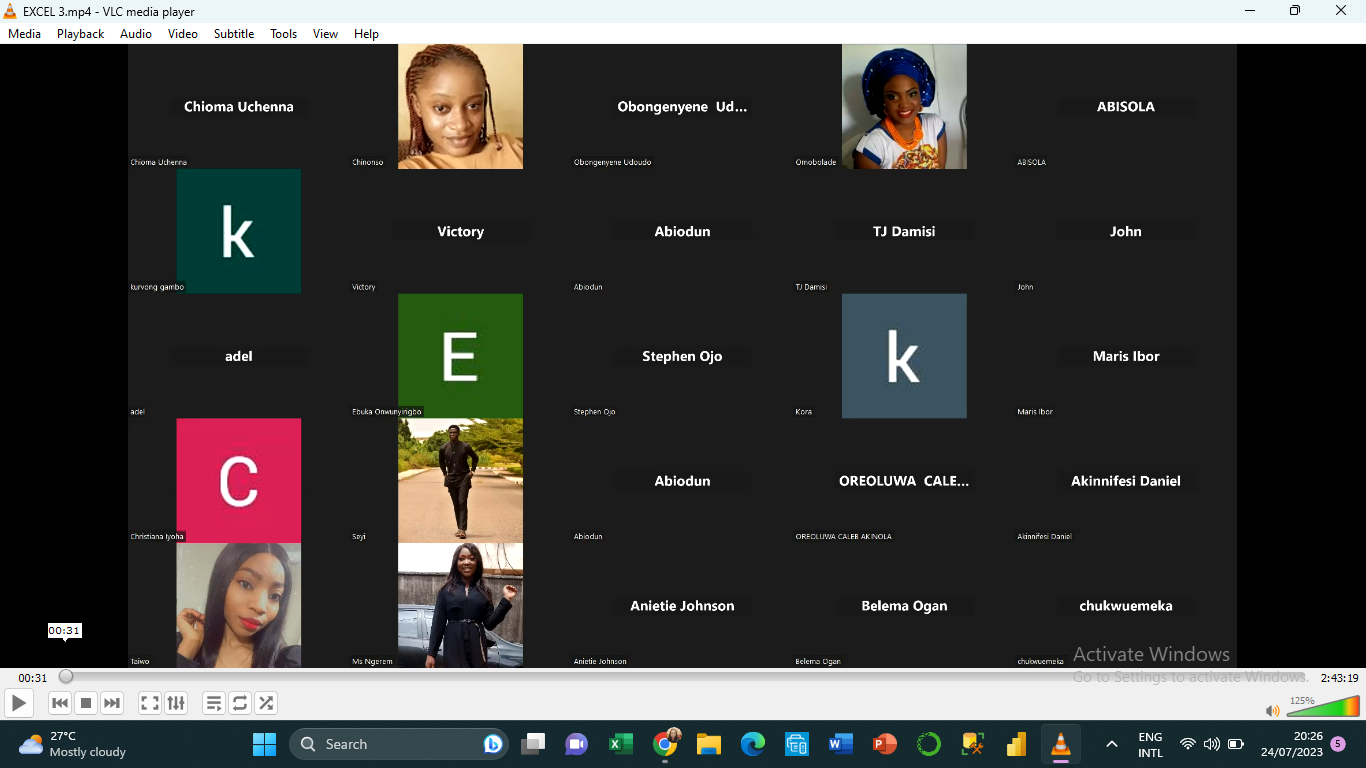 EXCEL 3.mp4 - VLC media player
Media Playback Audio Video Subtitle Tools View Help
Chioma Uchenna
Obongenyene Ud...
ABISOLA
Chioma Uchenna
Chinonso
Obongenyene Udoudo
Omobolade
ABISOLA
k
Victory
Abiodun
TJ Damisi
John
kurvong gambo
Victory
Abiodun
TJ Damisi
John
adel
E
Stephen Ojo
k
Maris Ibor
adel
Ebuka Onwunyirigbo
Stephen Ojo
Kora
Maris Ibor
C
Abiodun
OREOLUWA CALE...
Akinnifesi Daniel
Christiana Iyoha
Seyi
Abiodun
OREOLUWA CALEB AKINOLA
Akinnifesi Daniel
Anietie Johnson
Belema Ogan
chukwuemeka
00:31
Taiwo
Ms Ngerem
Anietie Johnson
Belema Ogan
chukwuemeka
Activate Windows
Go to Settings to activate Windows.
00:31
2:43:19
125%
27°C
Mostly cloudy
Search
ENG
INTL
20:26
24/07/2023
5